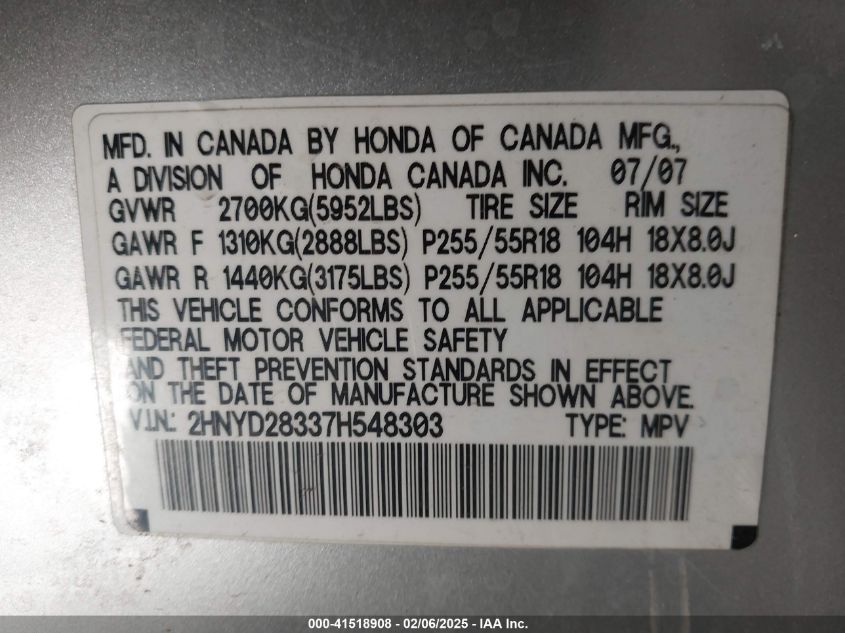 MFD. IN CANADA BY HONDA OF CANADA MFG.,
A DIVISION OF HONDA CANADA INC. 07/07
GVWR 2700KG(5952LBS) TIRE SIZE RIM SIZE
GAWR F 1310KG(2888LBS) P255/55R18 104H 18X8.0J
GAWR R 1440KG(3175LBS) P255/55R18 104H 18X8.0J
THIS VEHICLE CONFORMS TO ALL APPLICABLE
FEDERAL MOTOR VEHICLE SAFETY
AND THEFT PREVENTION STANDARDS IN EFFECT
ON THE DATE OF MANUFACTURE SHOWN ABOVE.
V.I.N.: 2HNYD28337H548303 TYPE: MPV
000-41518908 - 02/06/2025 - IAA Inc.